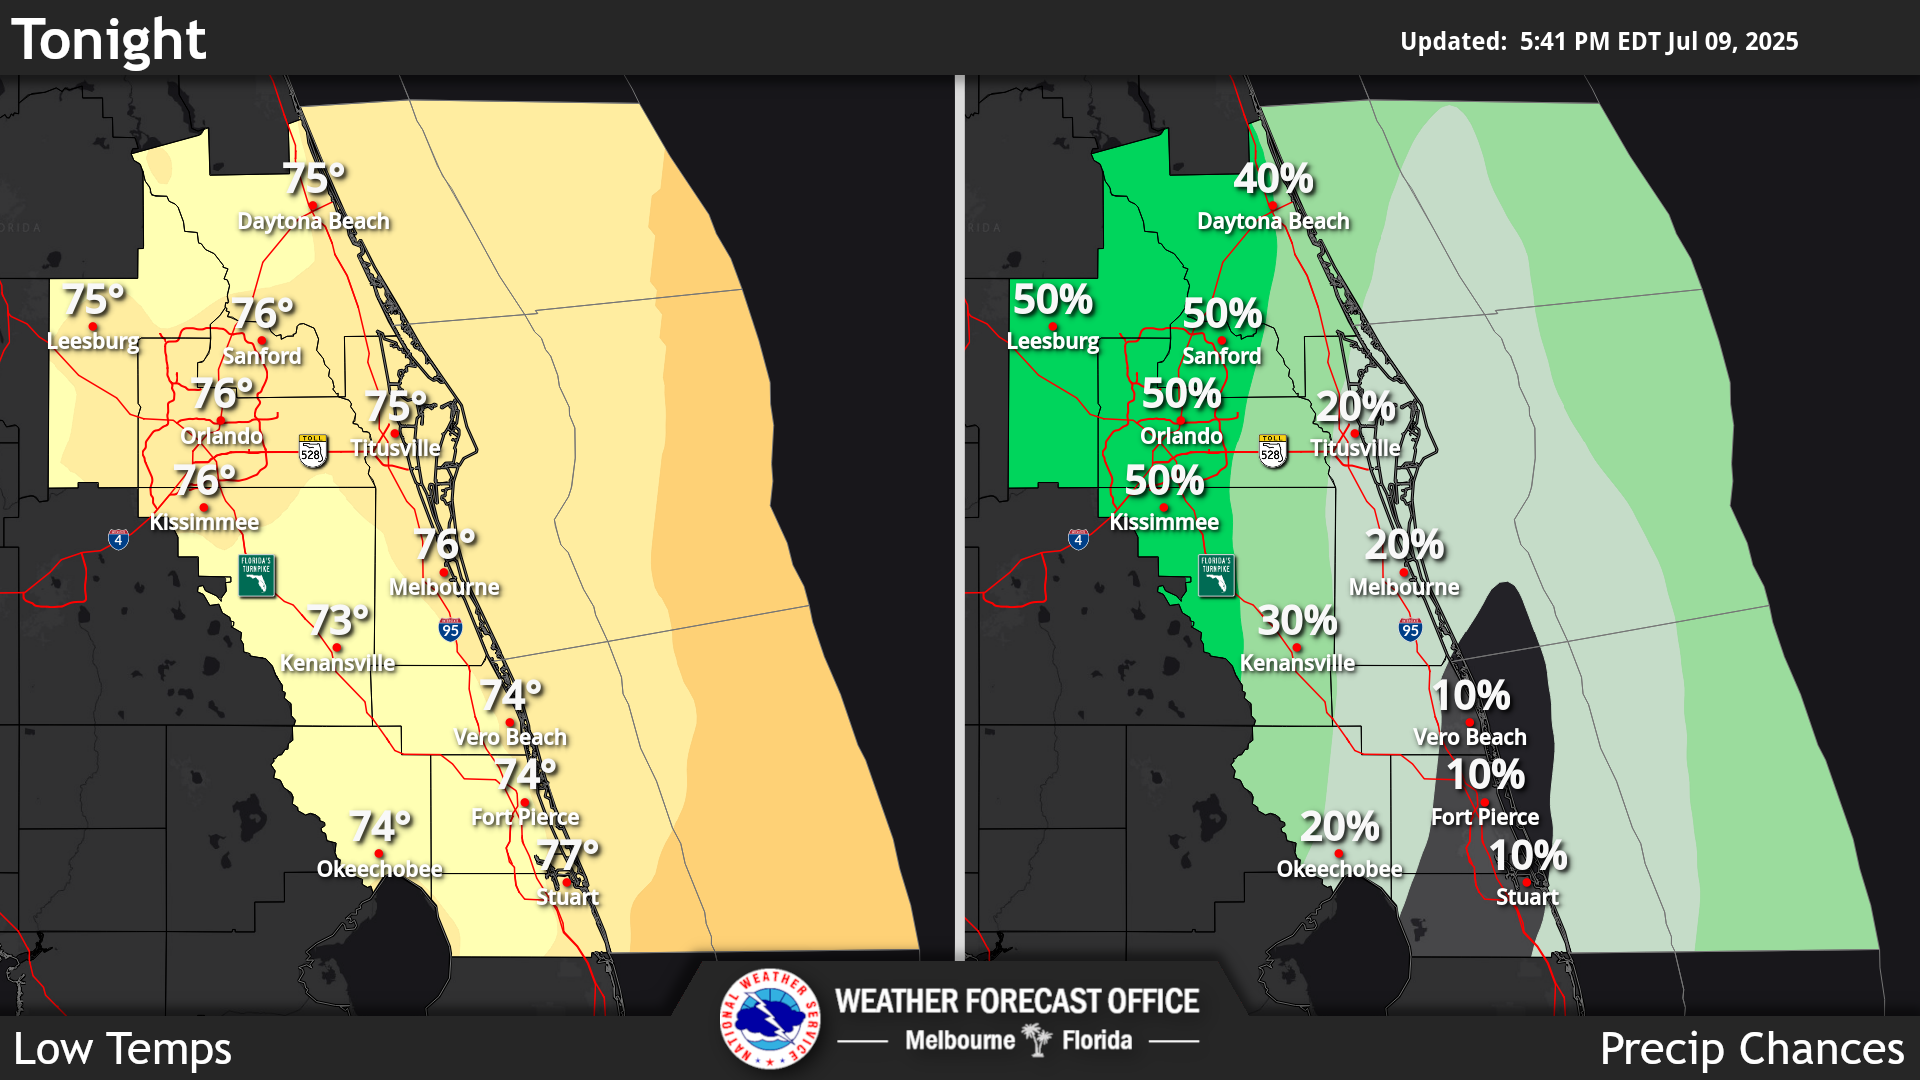 Tonight
Updated: 5:41 PM EDT Jul 09, 2025
75°
Daytona Beach
75°
Leesburg
76°
Sanford
76°
Orlando
75°
Titusville
TOLL
528
76°
Kissimmee
4
FLORIDA'S
TURNPIKE
76°
Melbourne
95
73°
Kenansville
74°
Vero Beach
74°
Fort Pierce
74°
Okeechobee
77°
Stuart
40%
Daytona Beach
50%
Leesburg
50%
Sanford
50%
Orlando
20%
Titusville
TOLL
528
50%
Kissimmee
4
FLORIDA'S
TURNPIKE
20%
Melbourne
95
30%
Kenansville
10%
Vero Beach
10%
Fort Pierce
20%
Okeechobee
10%
Stuart
Low Temps
NATIONAL WEATHER SERVICE
WEATHER FORECAST OFFICE
Melbourne Florida
Precip Chances